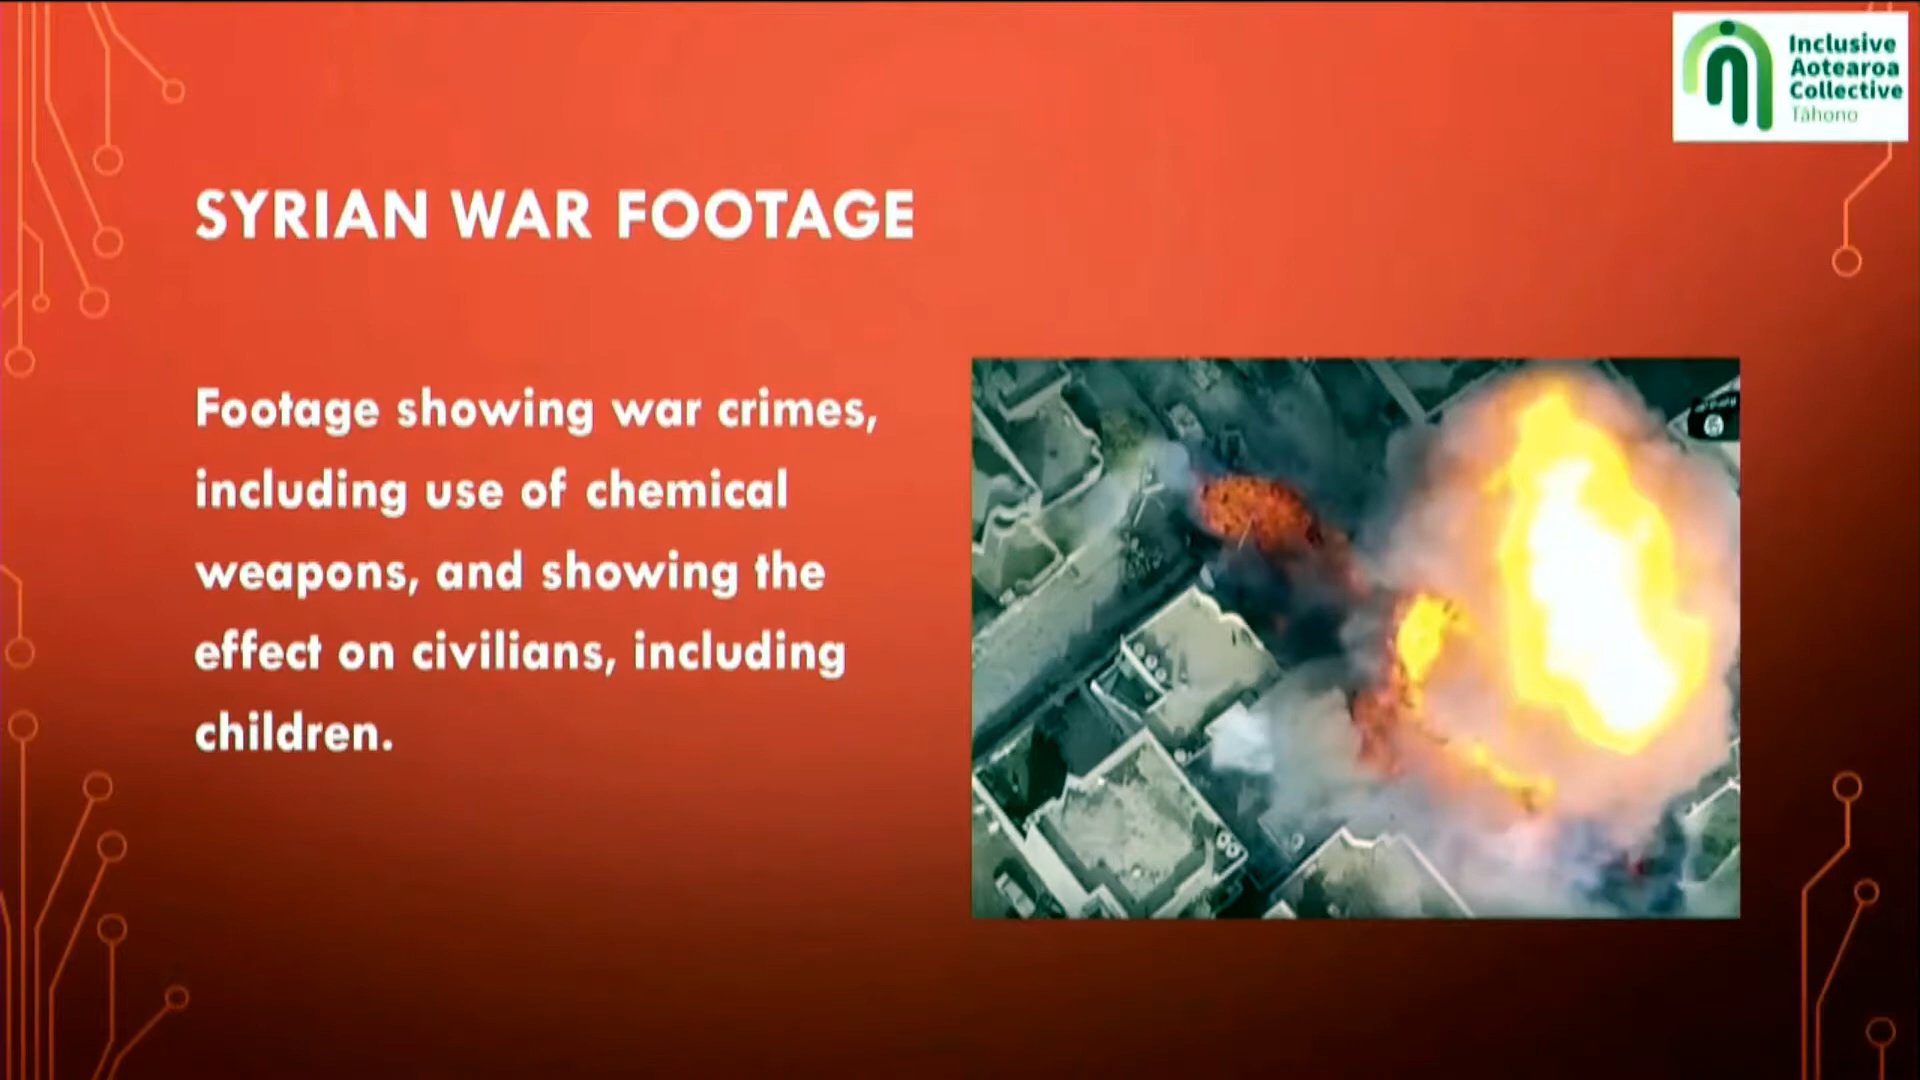 Inclusive
Aotearoa
Collective
Tāhono
SYRIAN WAR FOOTAGE
Footage showing war crimes,
including use of chemical
weapons, and showing the
effect on civilians, including
children.